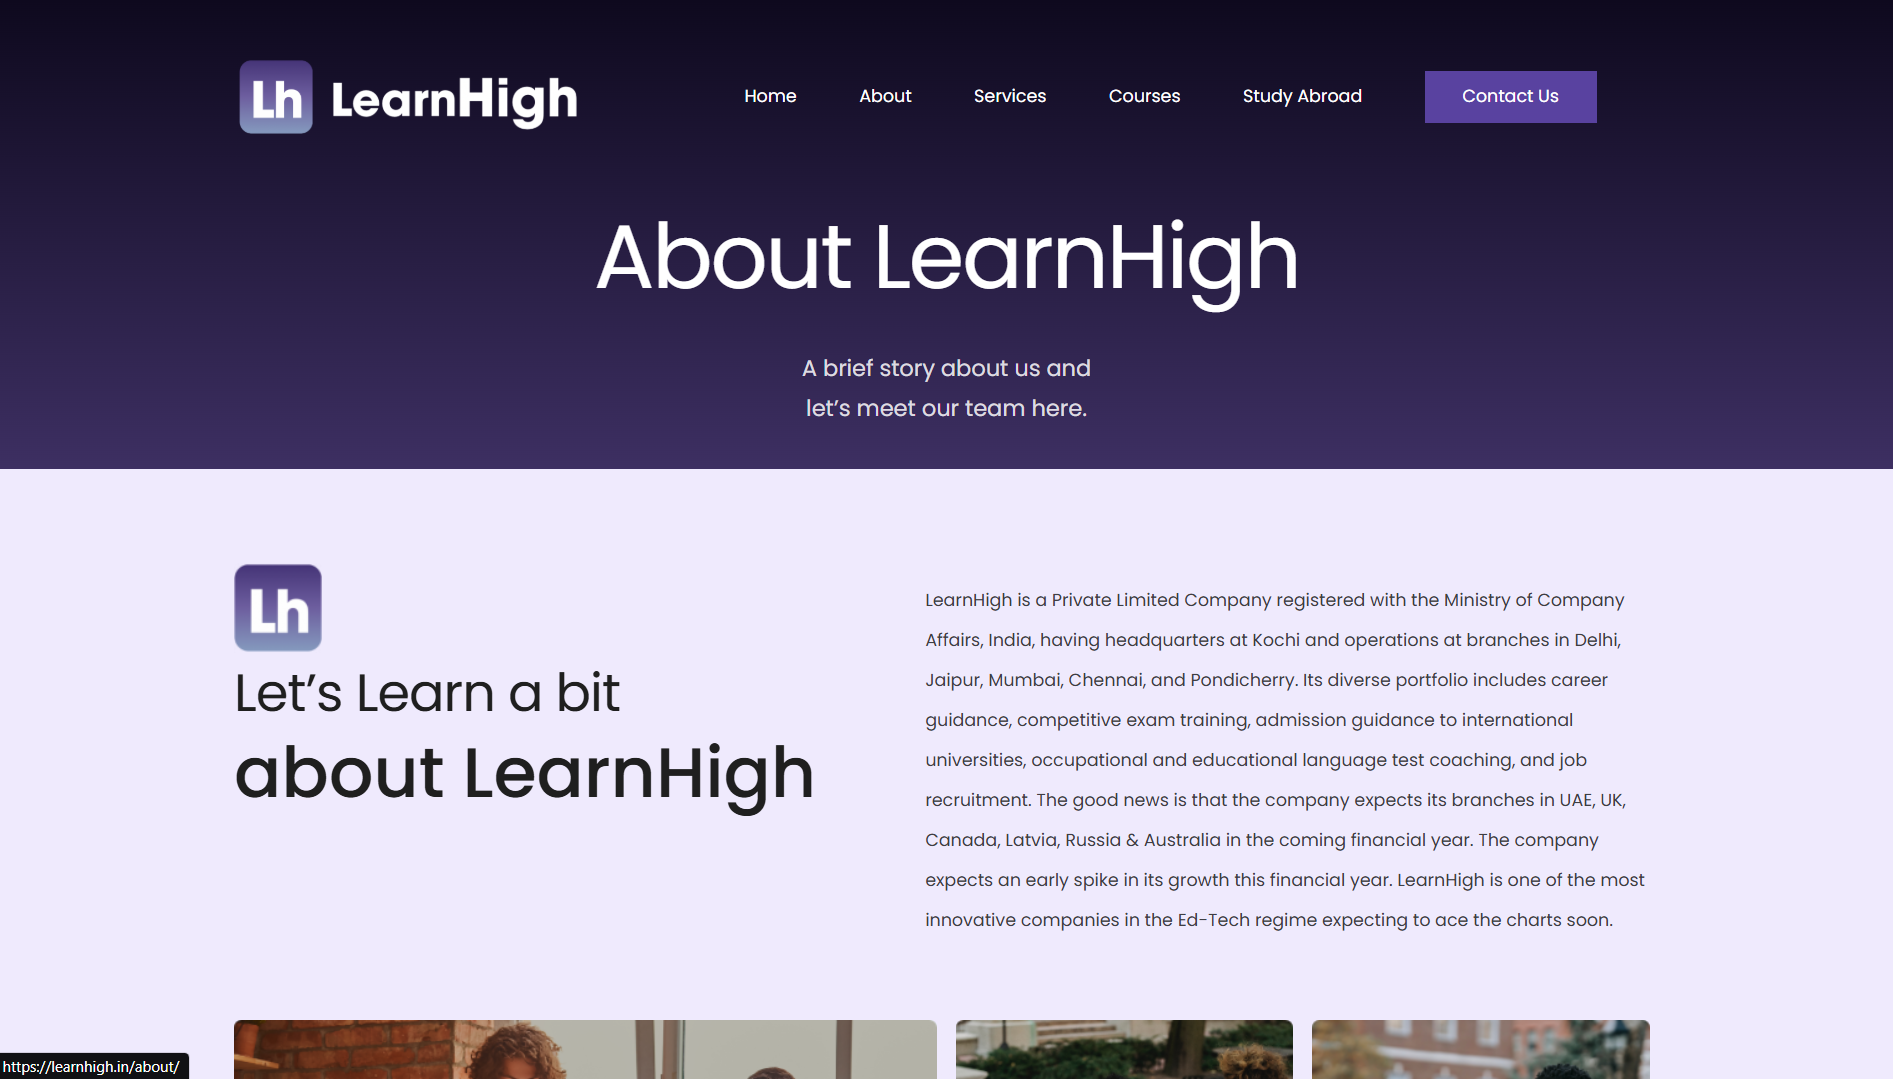 Lh LearnHigh
Home About Services Courses Study Abroad Contact Us
About LearnHigh
A brief story about us and
let’s meet our team here.
Lh
Let’s Learn a bit
about LearnHigh
LearnHigh is a Private Limited Company registered with the Ministry of Company
Affairs, India, having headquarters at Kochi and operations at branches in Delhi,
Jaipur, Mumbai, Chennai, and Pondicherry. Its diverse portfolio includes career
guidance, competitive exam training, admission guidance to international
universities, occupational and educational language test coaching, and job
recruitment. The good news is that the company expects its branches in UAE, UK,
Canada, Latvia, Russia & Australia in the coming financial year. The company
expects an early spike in its growth this financial year. LearnHigh is one of the most
innovative companies in the Ed-Tech regime expecting to ace the charts soon.
https://learnhigh.in/about/